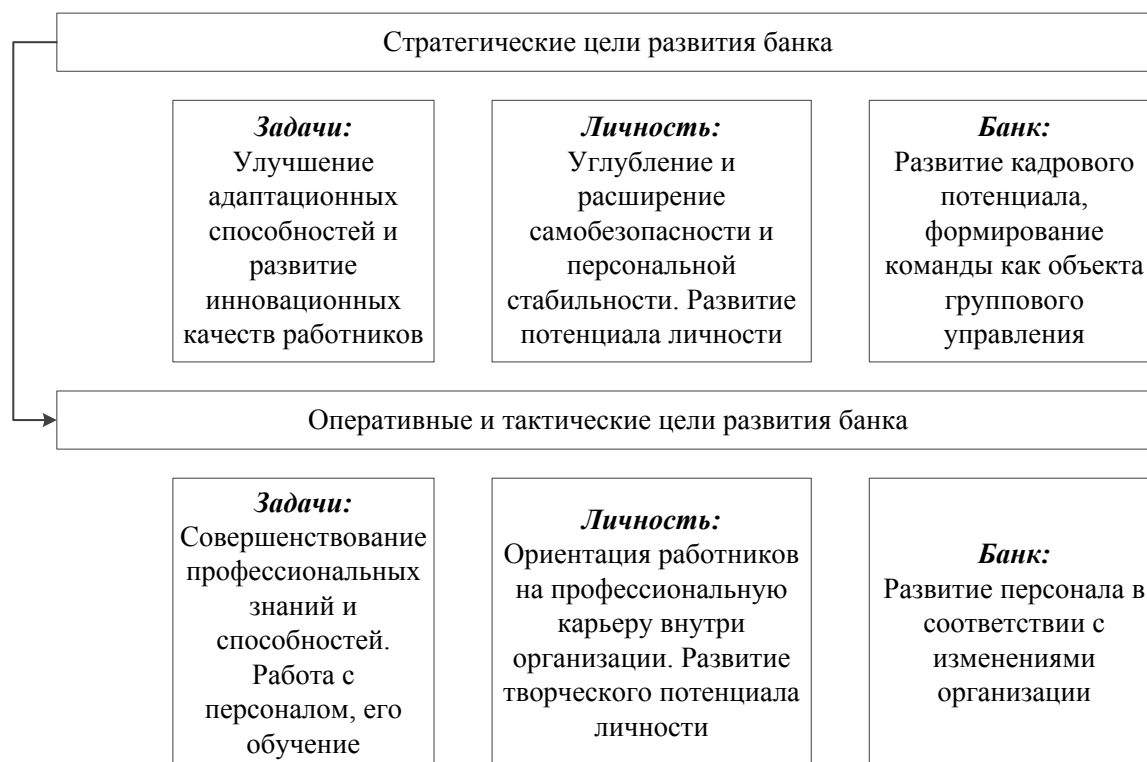 Стратегические цели развития банка
Задачи:
Улучшение
адаптационных
способностей и
развитие
инновационных
качеств работников
Личность:
Углубление и
расширение
самобезопасности и
персональной
стабильности. Развитие
потенциала личности
Банк:
Развитие кадрового
потенциала,
формирование
команды как объекта
группового
управления
Оперативные и тактические цели развития банка
Задачи:
Совершенствование
профессиональных
знаний и
способностей.
Работа с
персоналом, его
обучение
Личность:
Ориентация работников
на профессиональную
карьеру внутри
организации. Развитие
творческого потенциала
личности
Банк:
Развитие персонала в
соответствии с
изменениями
организации